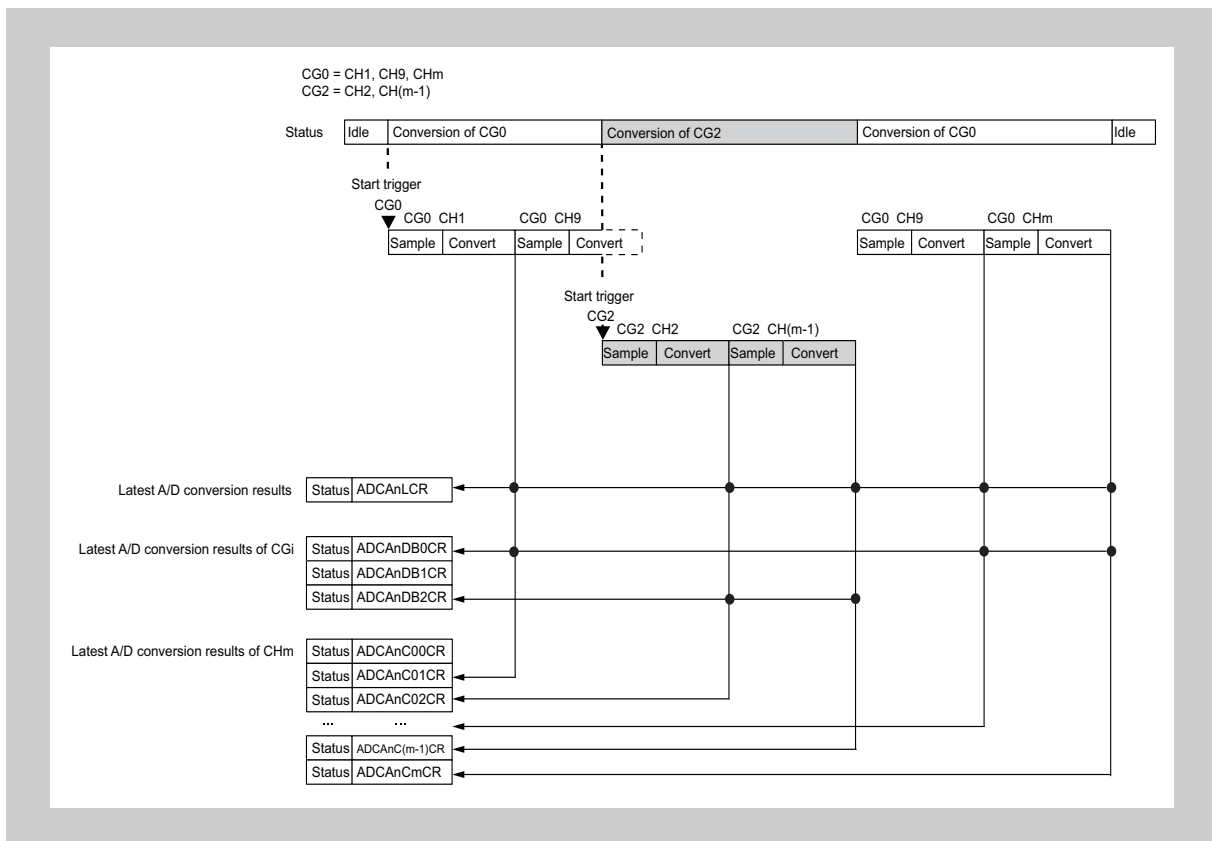 CG0 = CH1, CH9, CHm
CG2 = CH2, CH(m-1)
Status Idle Conversion of CG0 Conversion of CG2 Conversion of CG0 Idle
Start trigger
CG0
CG0 CH1 CG0 CH9 CG0 CH9 CG0 CHm
Sample Convert Sample Convert Sample Convert Sample Convert
Start trigger
CG2
CG2 CH2 CG2 CH(m-1)
Sample Convert Sample Convert
Latest A/D conversion results Status ADCAnLCR
Latest A/D conversion results of CGi Status ADCAnDB0CR
Status ADCAnDB1CR
Status ADCAnDB2CR
Latest A/D conversion results of CHm Status ADCAnC00CR
Status ADCAnC01CR
Status ADCAnC02CR
... ...
Status ADCAnC(m-1)CR
Status ADCAnCmCR